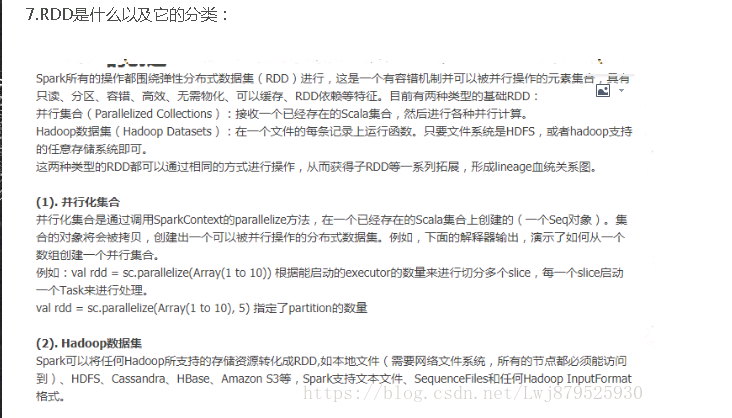 7.RDD是什么以及它的分类：
Spark所有的操作都围绕弹性分布式数据集（RDD）进行，这是一个有容错机制并可以被并行操作的元素集合，具有
只读、分区、容错、高效、无需物化、可以缓存、RDD依赖等特征。目前有两种类型的基础RDD：
并行集合（Parallelized Collections）：接收一个已经存在的Scala集合，然后进行各种并行计算。
Hadoop数据集（Hadoop Datasets）：在一个文件的每条记录上运行函数。只要文件系统是HDFS，或者hadoop支持
的任意存储系统即可。
这两种类型的RDD都可以通过相同的方式进行操作，从而获得子RDD等一系列拓展，形成lineage血统关系图。
(1). 并行化集合
并行化集合是通过调用SparkContext的parallelize方法，在一个已经存在的Scala集合上创建的（一个Seq对象）。集
合的对象将会被拷贝，创建出一个可以被并行操作的分布式数据集。例如，下面的解释器输出，演示了如何从一个
数组创建一个并行集合。
例如：val rdd = sc.parallelize(Array(1 to 10)) 根据能启动的executor的数量来进行切分多个slice，每一个slice启动
一个Task来进行处理。
val rdd = sc.parallelize(Array(1 to 10), 5) 指定了partition的数量
(2). Hadoop数据集
Spark可以将任何Hadoop所支持的存储资源转化成RDD,如本地文件（需要网络文件系统，所有的节点都必须能访问
到）、HDFS、Cassandra、HBase、Amazon S3等，Spark支持文本文件、SequenceFiles和任何Hadoop InputFormat
格式。
https://blog.csdn.net/Lwj879525930